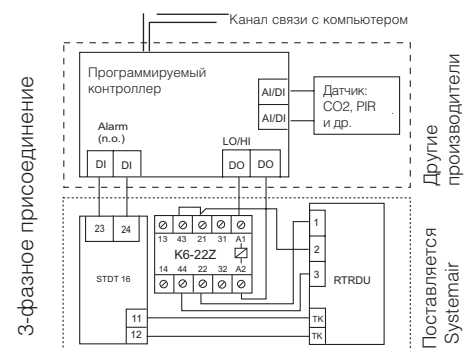 Канал связи с компьютером
Программируемый
контроллер
AI/DI
AI/DI
Датчик:
CO2, PIR
и др.
Alarm
(n.o.)
LO/HI
DI DI
DO DO
23 24
13 43 21 31 A1
K6-22Z
14 44 22 32 A2
STDT 16
11
12
1
2
3
RTRDU
TK
TK
3-фазное присоединение
Другие
производители
Поставляется
Systemair